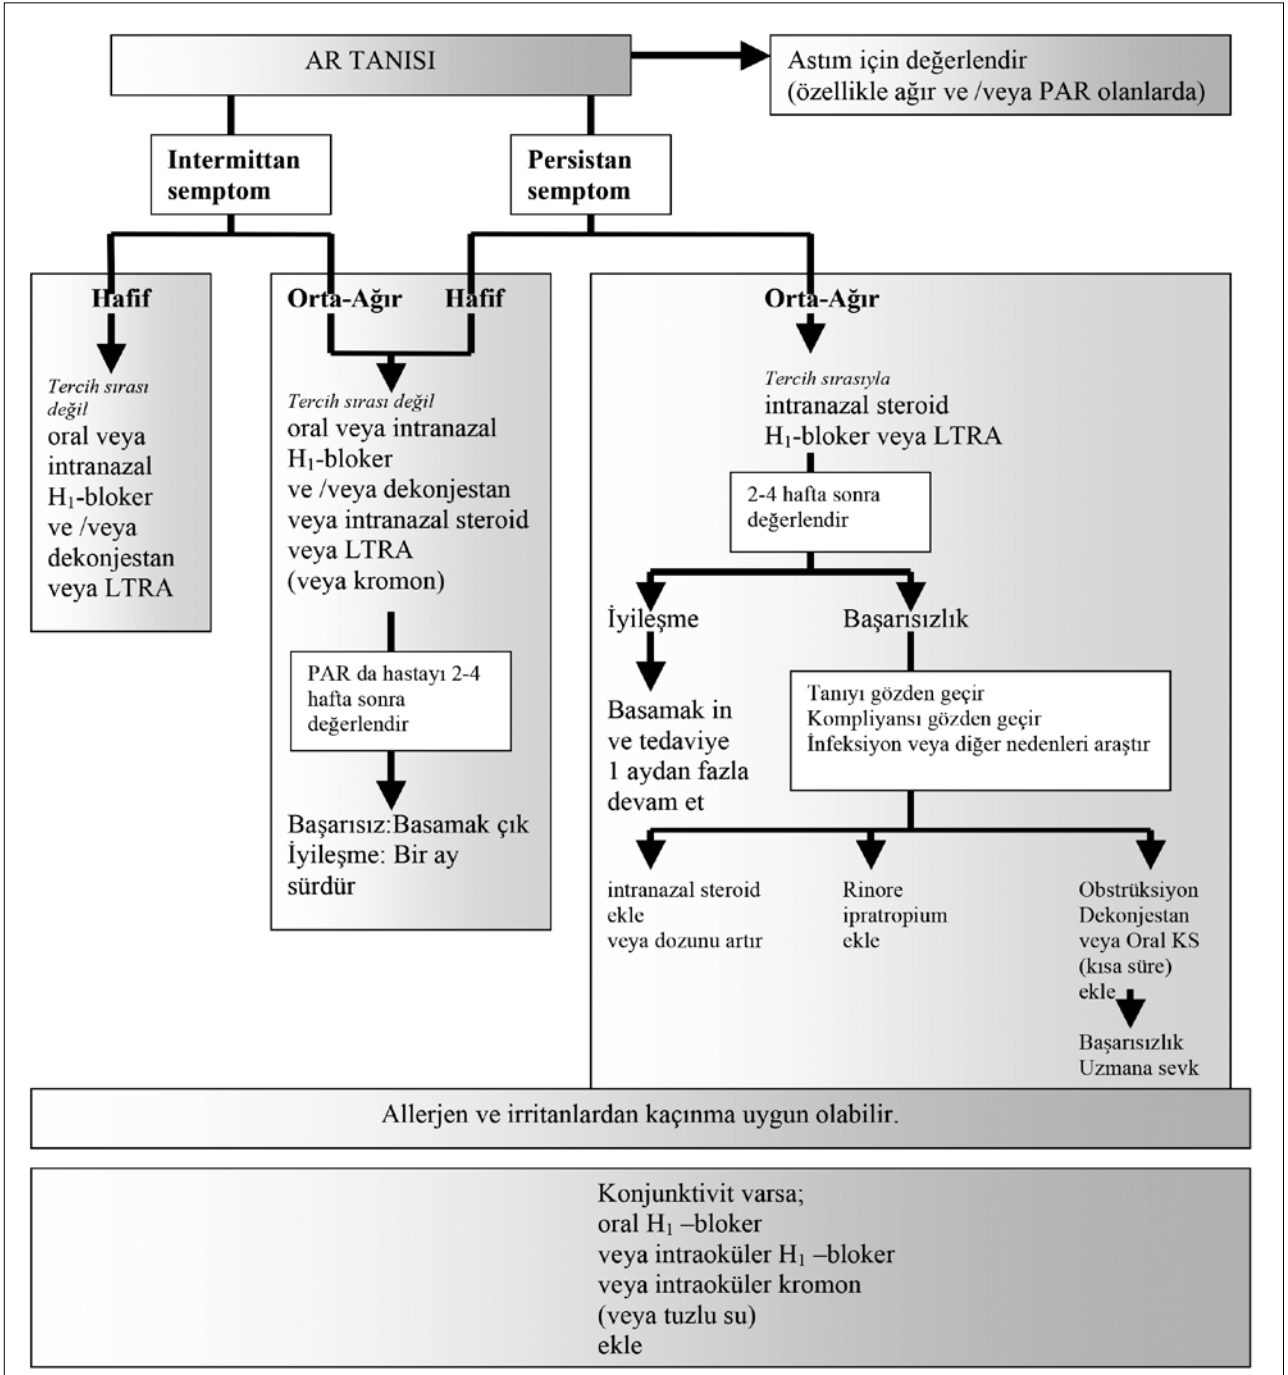 AR TANISI
Astım için değerlendir
(özellikle ağır ve /veya PAR olanlarda)
Intermittan
semptom
Persistan
semptom
Hafif
Tercih sırası
değil
oral veya
intranazal
H₁-bloker
ve /veya
dekonjestan
veya LTRA
Orta-Ağır Hafif
Tercih sırası değil
oral veya intranazal
H₁-bloker
ve /veya dekonjestan
veya intranazal steroid
veya LTRA
(veya kromon)
PAR da hastayı 2-4
hafta sonra
değerlendir
Başarısız:Basamak çık
İyileşme: Bir ay
sürdür
Orta-Ağır
Tercih sırasıyla
intranazal steroid
H₁-bloker veya LTRA
2-4 hafta sonra
değerlendir
İyileşme
Basamak in
ve tedaviye
1 aydan fazla
devam et
Başarısızlık
Tanıyı gözden geçir
Kompliyansı gözden geçir
İnfeksiyon veya diğer nedenleri araştır
intranazal steroid
ekle
veya dozunu artır
Rinore
ipratropium
ekle
Obstrüksiyon
Dekonjestan
veya Oral KS
(kısa süre)
ekle
Başarısızlık
Uzmana sevk
Allerjen ve irritanlardan kaçınma uygun olabilir.
Konjunktivit varsa;
oral H₁ –bloker
veya intraoküler H₁ –bloker
veya intraoküler kromon
(veya tuzlu su)
ekle